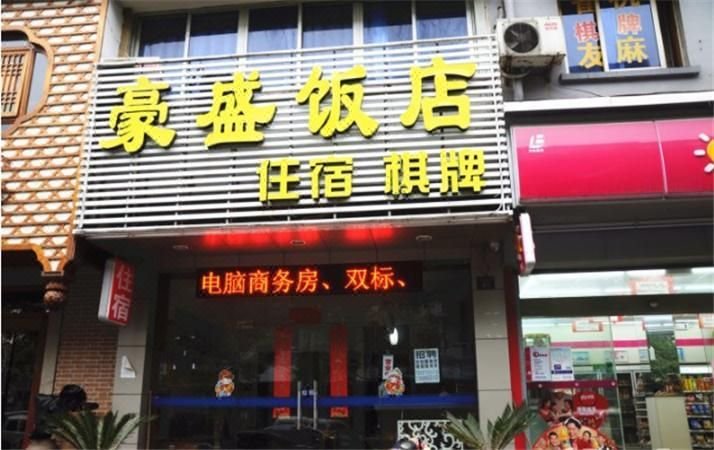 豪盛饭店
住宿 棋牌
电脑商务房、双标、
住宿
招聘
棋友
牌麻